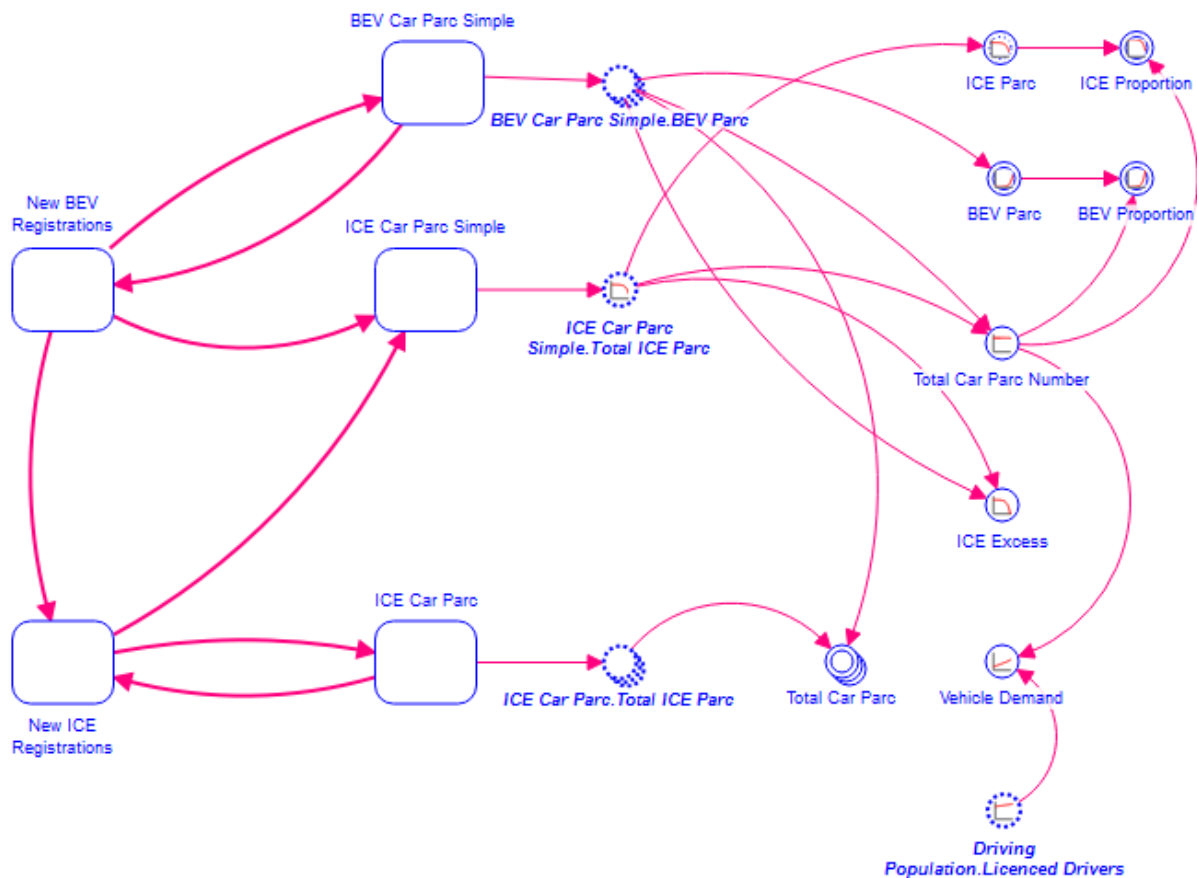 BEV Car Parc Simple
ICE Parc
ICE Proportion
BEV Car Parc Simple.BEV Parc
New BEV
Registrations
ICE Car Parc Simple
BEV Parc
BEV Proportion
ICE Car Parc
Simple.Total ICE Parc
Total Car Parc Number
ICE Excess
ICE Car Parc
ICE Car Parc.Total ICE Parc
Total Car Parc
Vehicle Demand
New ICE
Registrations
Driving
Population.Licenced Drivers